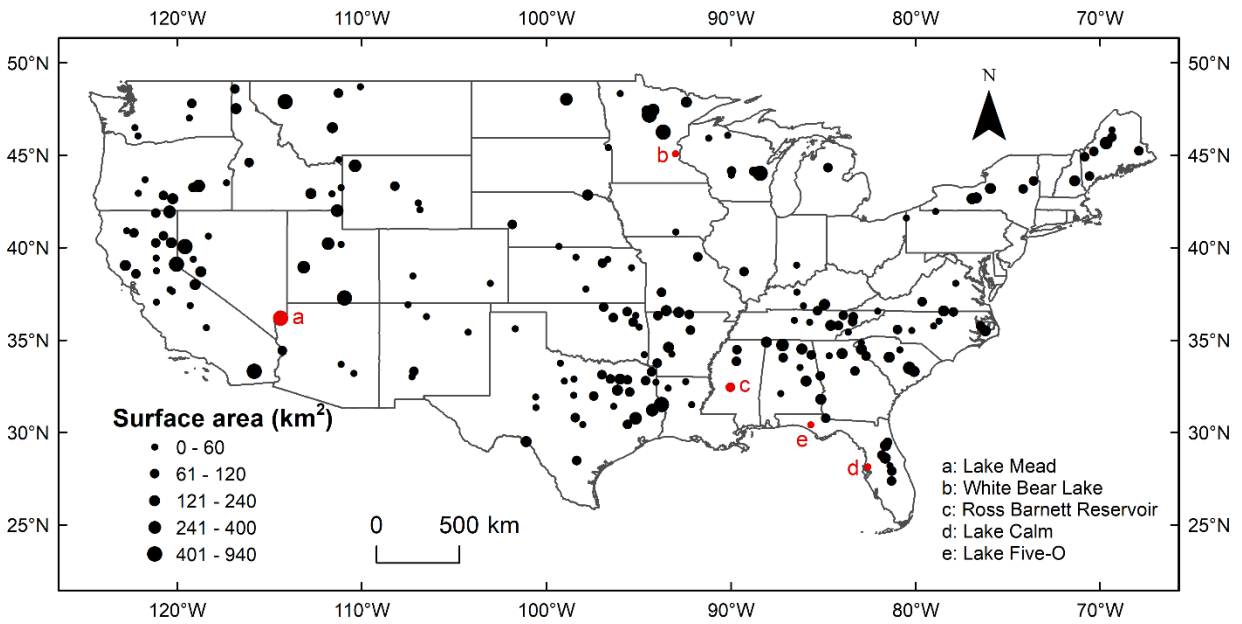 120°W 110°W 100°W 90°W 80°W 70°W
50°N 50°N
N
45°N 45°N
b
40°N 40°N
a
35°N 35°N
c
Surface area (km²)
30°N 30°N
e
0 - 60
d
a: Lake Mead
61 - 120
b: White Bear Lake
121 - 240
0 500 km
c: Ross Barnett Reservoir
25°N 25°N
241 - 400
d: Lake Calm
401 - 940
e: Lake Five-O
120°W 110°W 100°W 90°W 80°W 70°W